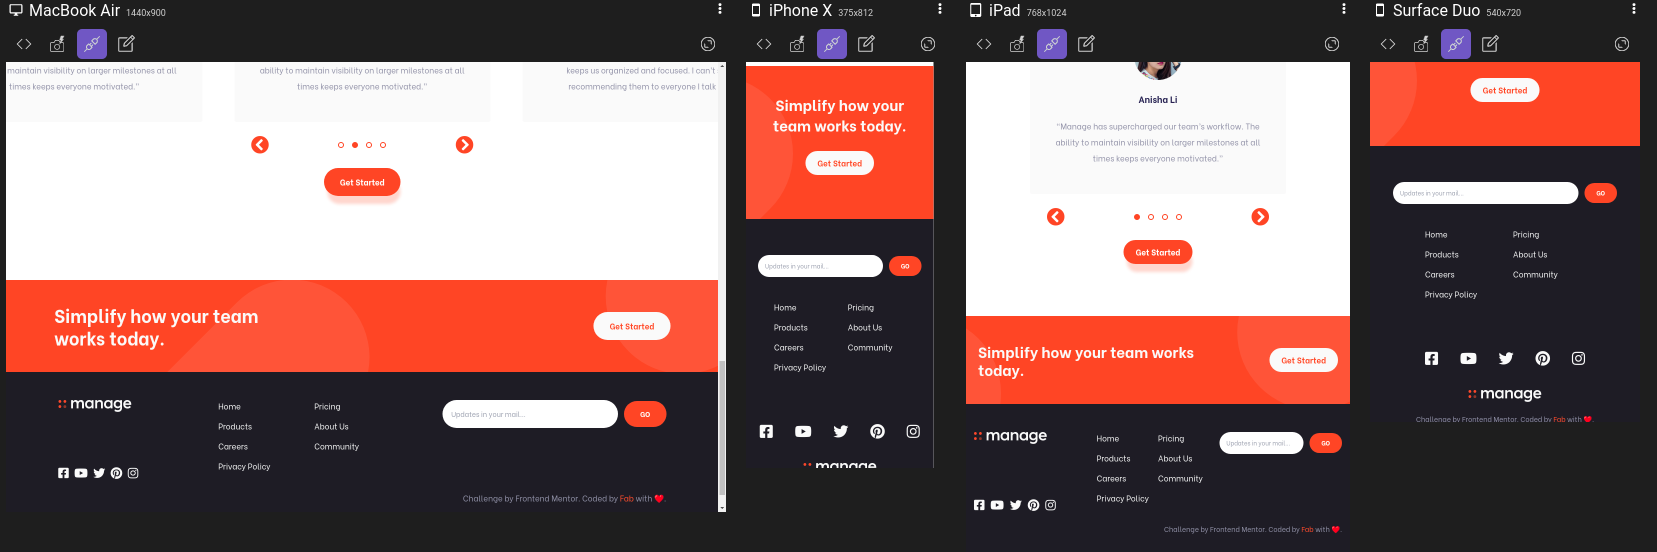 MacBook Air 1440x900
maintain visibility on larger milestones at all
times keeps everyone motivated."
ability to maintain visibility on larger milestones at all
times keeps everyone motivated."
keeps us organized and focused. I can't
recommending them to everyone I talk
Get Started
Simplify how your team
works today.
Get Started
manage
Home
Products
Careers
Privacy Policy
Pricing
About Us
Community
Updates in your mail...
GO
Challenge by Frontend Mentor. Coded by Fab with ❤️.
iPhone X 375x812
Simplify how your
team works today.
Get Started
Updates in your mail...
GO
Home
Products
Careers
Privacy Policy
Pricing
About Us
Community
manage
iPad 768x1024
Anisha Li
"Manage has supercharged our team's workflow. The
ability to maintain visibility on larger milestones at all
times keeps everyone motivated."
Get Started
Simplify how your team works
today.
Get Started
manage
Home
Products
Careers
Privacy Policy
Pricing
About Us
Community
Updates in your mail...
GO
Challenge by Frontend Mentor. Coded by Fab with ❤️.
Surface Duo 540x720
Get Started
Updates in your mail...
GO
Home
Products
Careers
Privacy Policy
Pricing
About Us
Community
manage
Challenge by Frontend Mentor. Coded by Fab with ❤️.